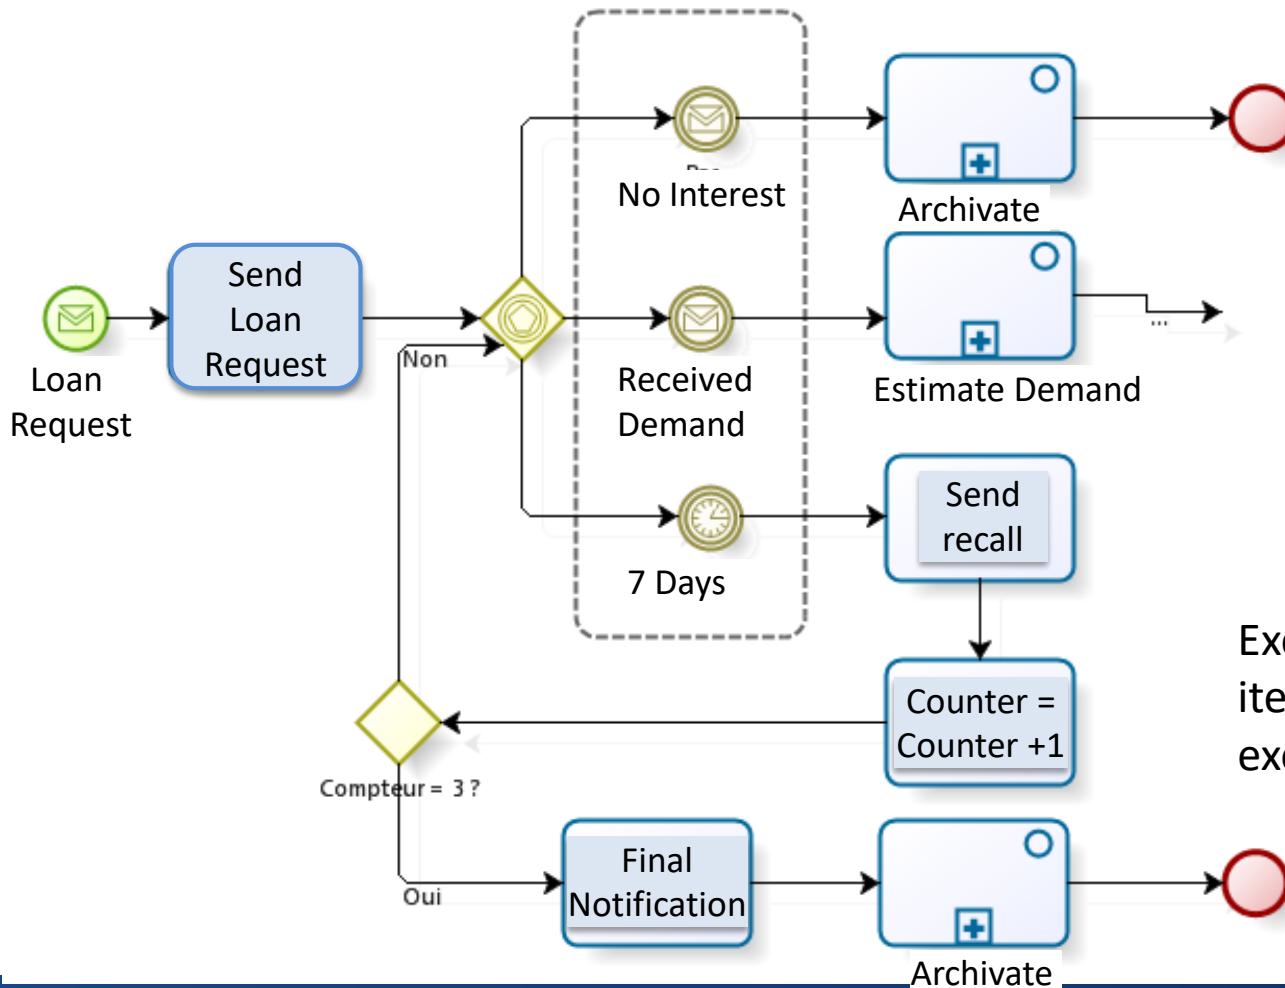 No Interest
Archivate
Send
Loan
Request
Loan
Request
Non
Received
Demand
Estimate Demand
...
7 Days
Send
recall
Counter =
Counter +1
Compteur = 3 ?
Oui
Final
Notification
Archivate